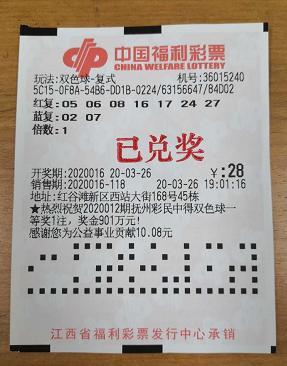 中国福利彩票
CHINA WELFARE LOTTERY
玩法:双色球-复式 机号:36015240
5C15-0FBA-54B6-DD1B-0224/63156647/84D02
红复:05 06 08 16 17 24 27
蓝复:02 07
倍数:1
已兑奖
开奖期:2020016 20-03-26 ¥:28
销售期:2020016-118 20-03-26 19:01:16
地址:红谷滩新区西站大街168号45栋
★热烈祝贺2020012期抚州彩民中得双色球一
等奖1注，奖金901万元!
感谢您为公益事业贡献10.08元
江西省福利彩票发行中心承销